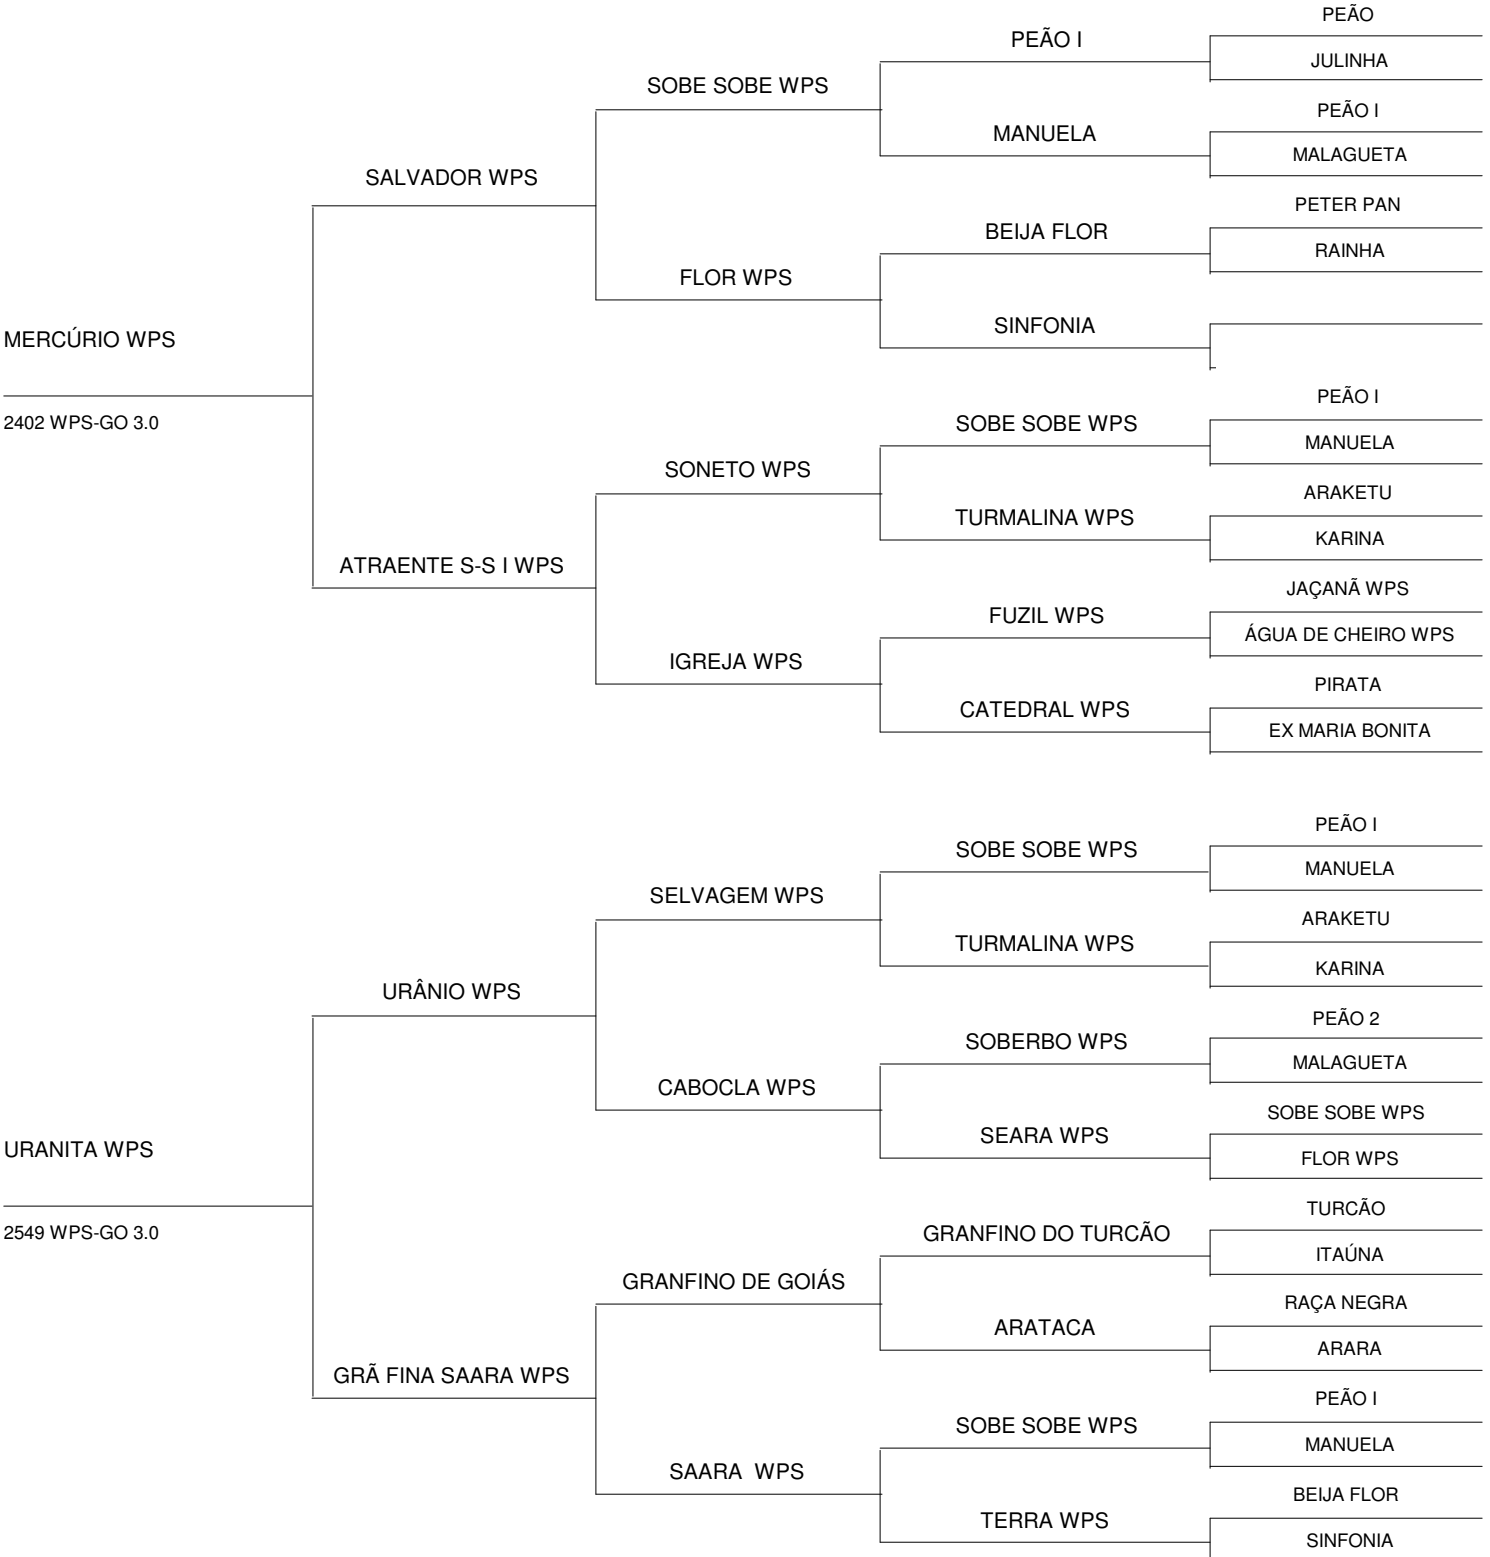 PEÃO
PEÃO I
JULINHA
SOBE SOBE WPS
PEÃO I
MANUELA
MALAGUETA
SALVADOR WPS
PETER PAN
BEIJA FLOR
RAINHA
FLOR WPS
SINFONIA
MERCÚRIO WPS
PEÃO I
2402 WPS-GO 3.0
SOBE SOBE WPS
MANUELA
SONETO WPS
ARAKETU
TURMALINA WPS
KARINA
ATRAENTE S-S I WPS
JAÇANÃ WPS
FUZIL WPS
ÁGUA DE CHEIRO WPS
IGREJA WPS
PIRATA
CATEDRAL WPS
EX MARIA BONITA
PEÃO I
SOBE SOBE WPS
MANUELA
SELVAGEM WPS
ARAKETU
TURMALINA WPS
KARINA
URÂNIO WPS
PEÃO 2
SOBERBO WPS
MALAGUETA
CABOCLA WPS
SOBE SOBE WPS
SEARA WPS
URANITA WPS
FLOR WPS
TURCÃO
2549 WPS-GO 3.0
GRANFINO DO TURCÃO
ITAÚNA
GRANFINO DE GOIÁS
RAÇA NEGRA
ARATACA
ARARA
GRÃ FINA SAARA WPS
PEÃO I
SOBE SOBE WPS
MANUELA
SAARA  WPS
BEIJA FLOR
TERRA WPS
SINFONIA